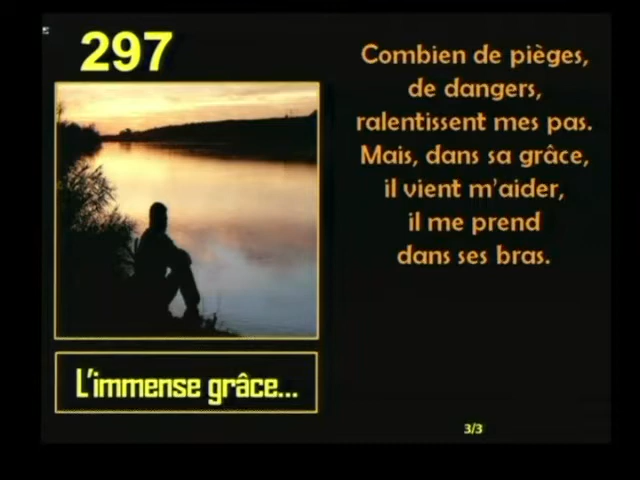 297
Combien de pièges,
de dangers,
ralentissent mes pas.
Mais, dans sa grâce,
il vient m'aider,
il me prend
dans ses bras.
L'immense grâce...
3/3